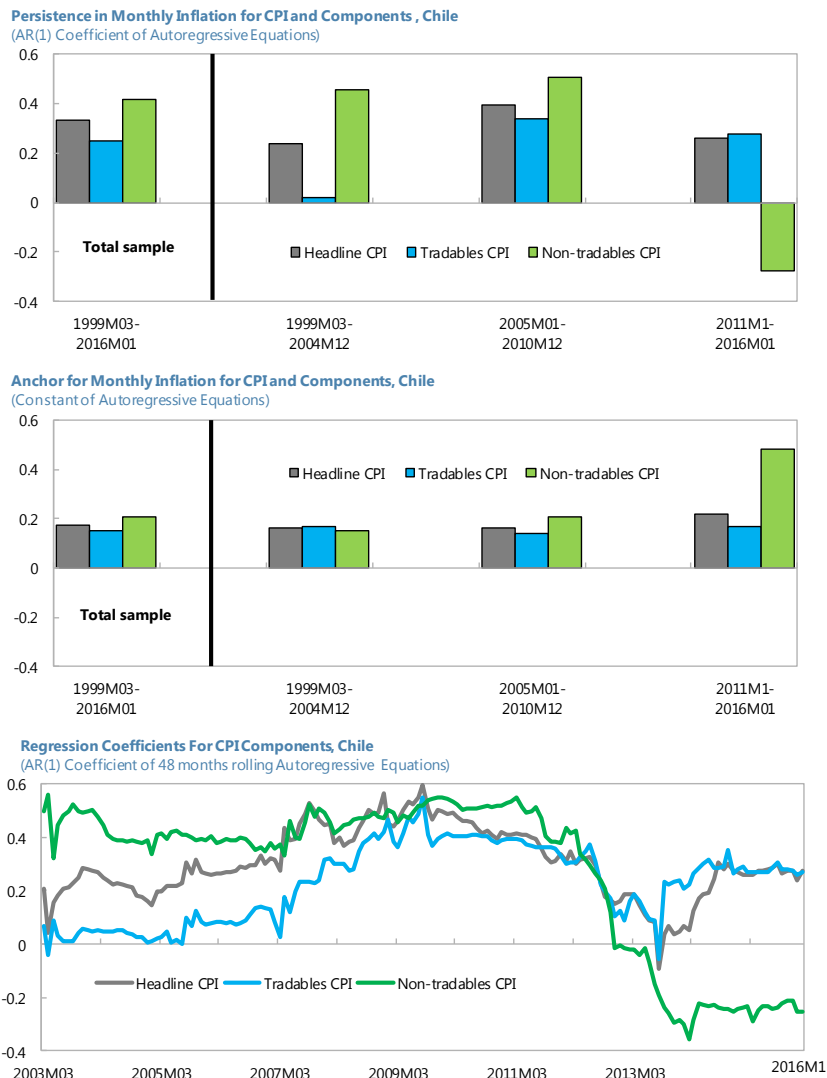 Persistence in Monthly Inflation for CPI and Components , Chile
(AR(1) Coefficient of Autoregressive Equations)
0.6
0.4
0.2
0
-0.2
-0.4
Total sample
Headline CPI Tradables CPI Non-tradables CPI
1999M03-
2016M01
1999M03-
2004M12
2005M01-
2010M12
2011M1-
2016M01
Anchor for Monthly Inflation for CPI and Components, Chile
(Constant of Autoregressive Equations)
0.6
0.4
0.2
0
-0.2
-0.4
Headline CPI Tradables CPI Non-tradables CPI
Total sample
1999M03-
2016M01
1999M03-
2004M12
2005M01-
2010M12
2011M1-
2016M01
Regression Coefficients For CPI Components, Chile
(AR(1) Coefficient of 48 months rolling Autoregressive Equations)
0.6
0.4
0.2
0
-0.2
-0.4
Headline CPI Tradables CPI Non-tradables CPI
2003M03 2005M03 2007M03 2009M03 2011M03 2013M03 2016M1